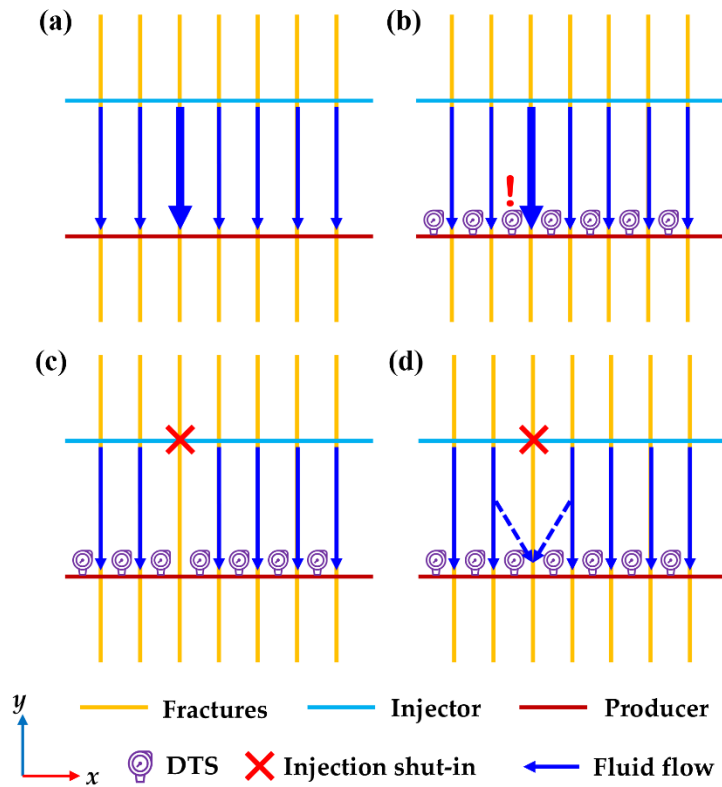 (a) (b)
!
(c) (d)
y
x
Fractures Injector Producer
DTS Injection shut-in Fluid flow